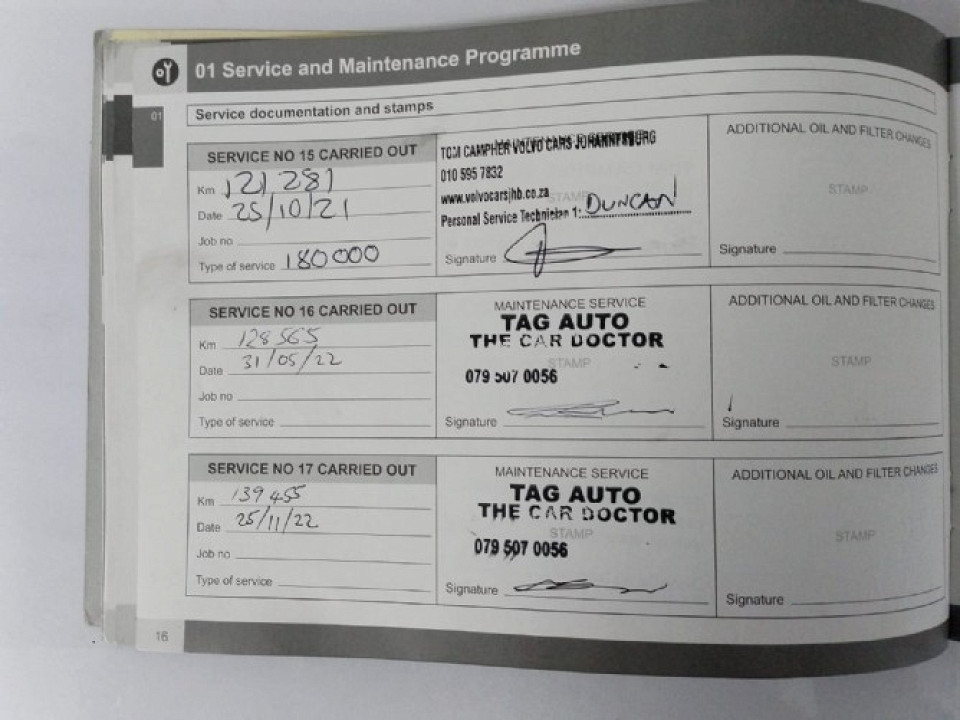 01 Service and Maintenance Programme
01
Service documentation and stamps
SERVICE NO 15 CARRIED OUT
Km 121 281
Date 25/10/21
Job no
Type of service 180000
MAINTENANCE SERVICE
TOM CAMPHER VOLVO CARS JOHANNESBURG
010 595 7832
www.volvocarsjhb.co.za
STAMP
Personal Service Technician 1: DUNCAN
Signature
ADDITIONAL OIL AND FILTER CHANGES
STAMP
Signature
SERVICE NO 16 CARRIED OUT
Km 128 565
Date 31/05/22
Job no
Type of service
MAINTENANCE SERVICE
TAG AUTO
THE CAR DOCTOR
STAMP
079 507 0056
Signature
ADDITIONAL OIL AND FILTER CHANGES
STAMP
Signature
SERVICE NO 17 CARRIED OUT
Km 139 455
Date 25/11/22
Job no
Type of service
MAINTENANCE SERVICE
TAG AUTO
THE CAR DOCTOR
STAMP
079 507 0056
Signature
ADDITIONAL OIL AND FILTER CHANGES
STAMP
Signature
16